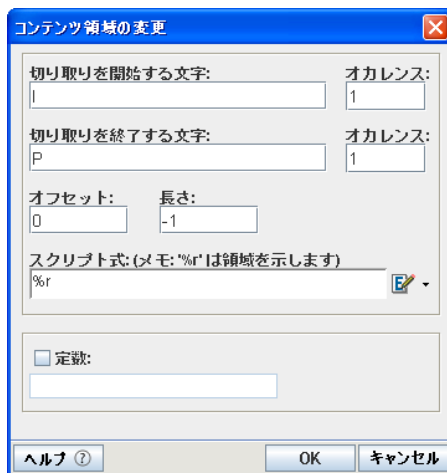 コンテンツ領域の変更
切り取りを開始する文字: オカレンス:
I 1
切り取りを終了する文字: オカレンス:
P 1
オフセット: 長さ:
0 -1
スクリプト式:(メモ:'%r'は領域を示します)
%r
定数:
ヘルプ OK キャンセル